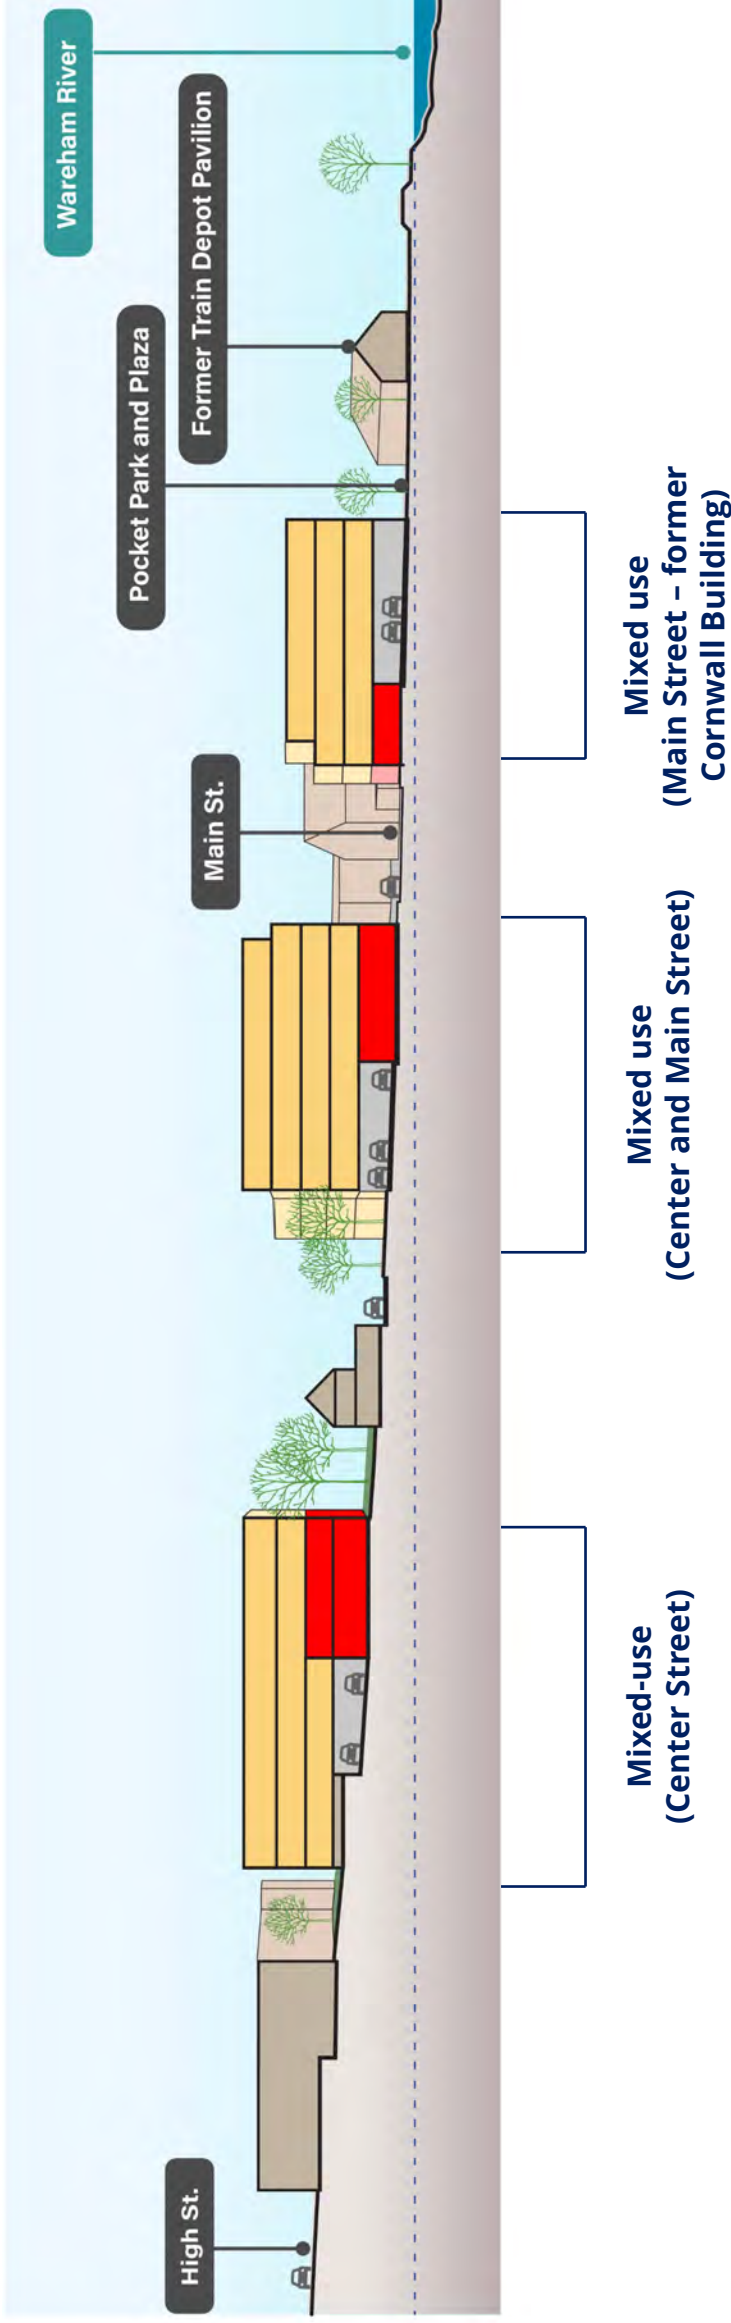 High St.
Main St.
Pocket Park and Plaza
Former Train Depot Pavilion
Wareham River
Mixed-use
(Center Street)
Mixed use
(Center and Main Street)
Mixed use
(Main Street – former
Cornwall Building)